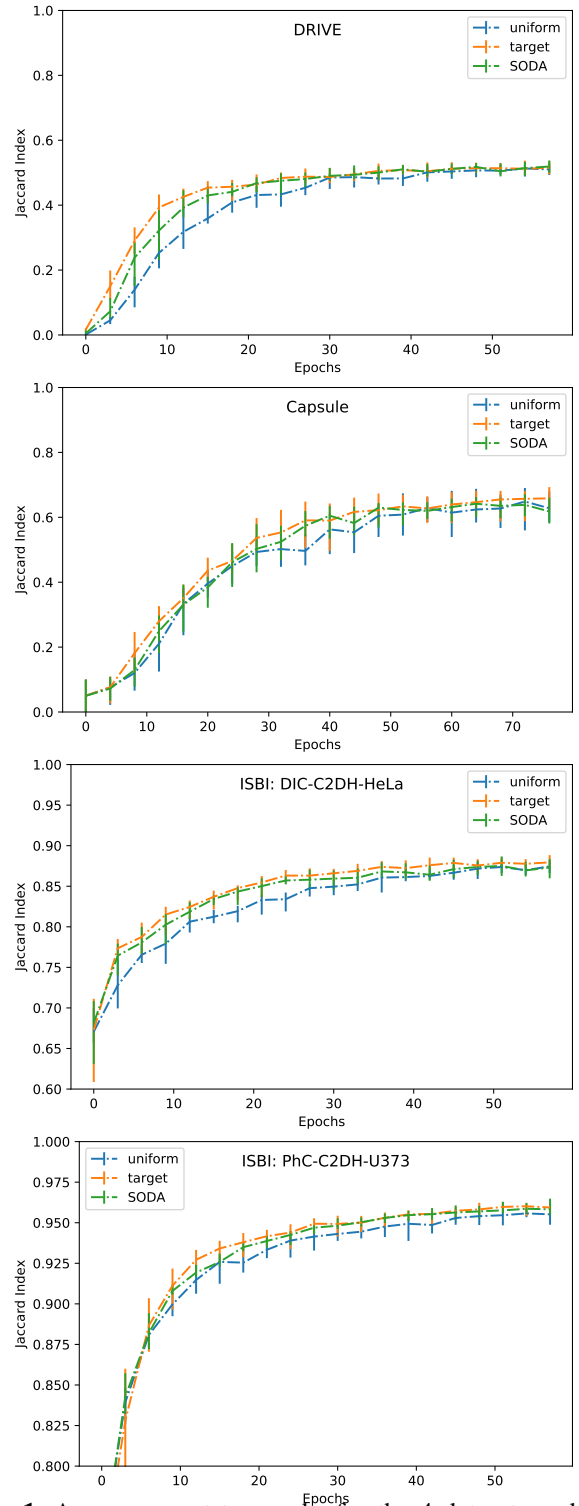 DRIVE
uniform
target
SODA
1.0
0.8
0.6
0.4
0.2
0.0
Jaccard Index
0 10 20 30 40 50
Epochs
Capsule
uniform
target
SODA
1.0
0.8
0.6
0.4
0.2
0.0
Jaccard Index
0 10 20 30 40 50 60 70
Epochs
ISBI: DIC-C2DH-HeLa
uniform
target
SODA
1.00
0.95
0.90
0.85
0.80
0.75
0.70
0.65
0.60
Jaccard Index
0 10 20 30 40 50
Epochs
ISBI: PhC-C2DH-U373
uniform
target
SODA
1.000
0.975
0.950
0.925
0.900
0.875
0.850
0.825
0.800
Jaccard Index
0 10 20 30 40 50
Epochs